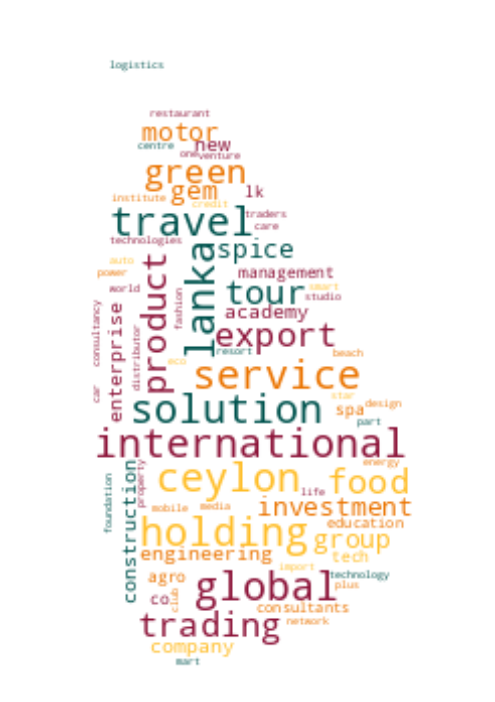 logistics
restaurant
motor
centre
new
one
venture
green
gem
lk
institute
credit
travel
traders
care
technologies
lanka
spice
auto
power
management
world
product
tour
smart
studio
fashion
academy
consultancy
enterprise
distributor
export
resort
beach
eco
car
service
star
solution
spa
design
part
international
energy
ceylon
food
foundation
construction
property
life
mobile
media
investment
holding
education
group
engineering
tech
import
agro
technology
global
plus
co
club
consultants
trading
network
company
mart